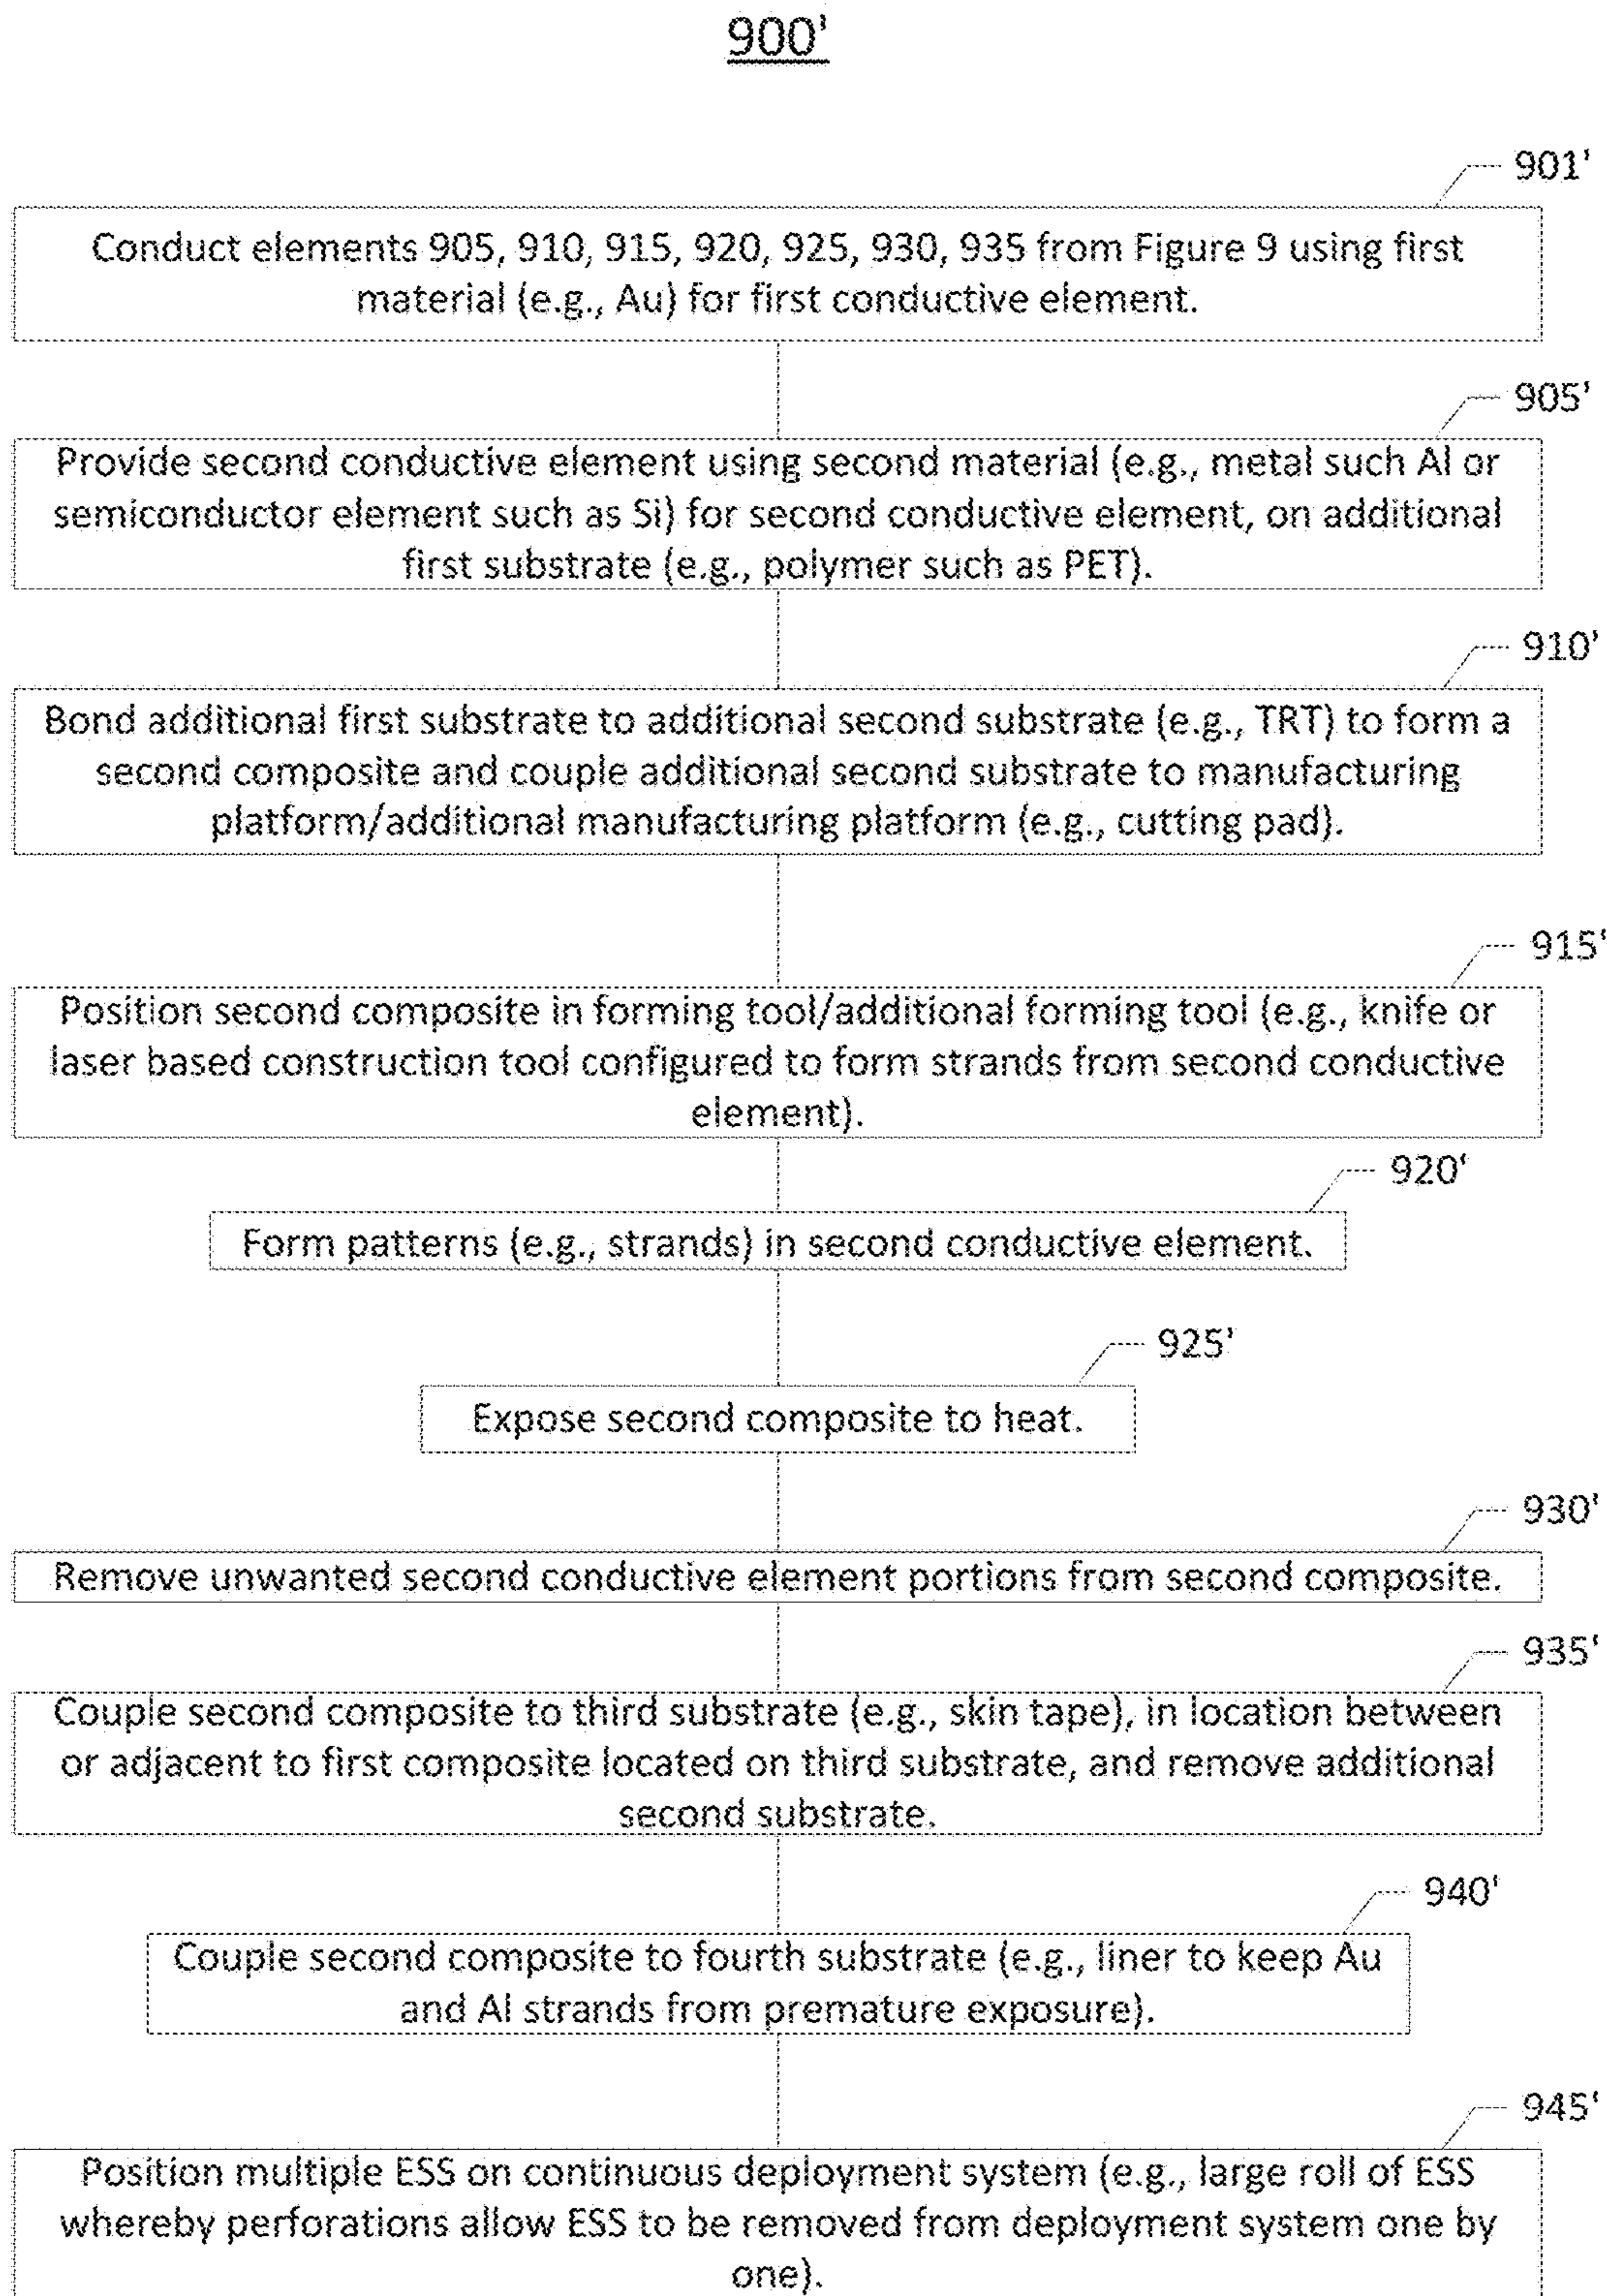 900'
901'
Conduct elements 905, 910, 915, 920, 925, 930, 935 from Figure 9 using first
material (e.g., Au) for first conductive element.
905'
Provide second conductive element using second material (e.g., metal such Al or
semiconductor element such as Si) for second conductive element, on additional
first substrate (e.g., polymer such as PET).
910'
Bond additional first substrate to additional second substrate (e.g., TRT) to form a
second composite and couple additional second substrate to manufacturing
platform/additional manufacturing platform (e.g., cutting pad).
915'
Position second composite in forming tool/additional forming tool (e.g., knife or
laser based construction tool configured to form strands from second conductive
element).
920'
Form patterns (e.g., strands) in second conductive element.
925'
Expose second composite to heat.
930'
Remove unwanted second conductive element portions from second composite.
935'
Couple second composite to third substrate (e.g., skin tape), in location between
or adjacent to first composite located on third substrate, and remove additional
second substrate.
940'
Couple second composite to fourth substrate (e.g., liner to keep Au
and Al strands from premature exposure).
945'
Position multiple ESS on continuous deployment system (e.g., large roll of ESS
whereby perforations allow ESS to be removed from deployment system one by
one).